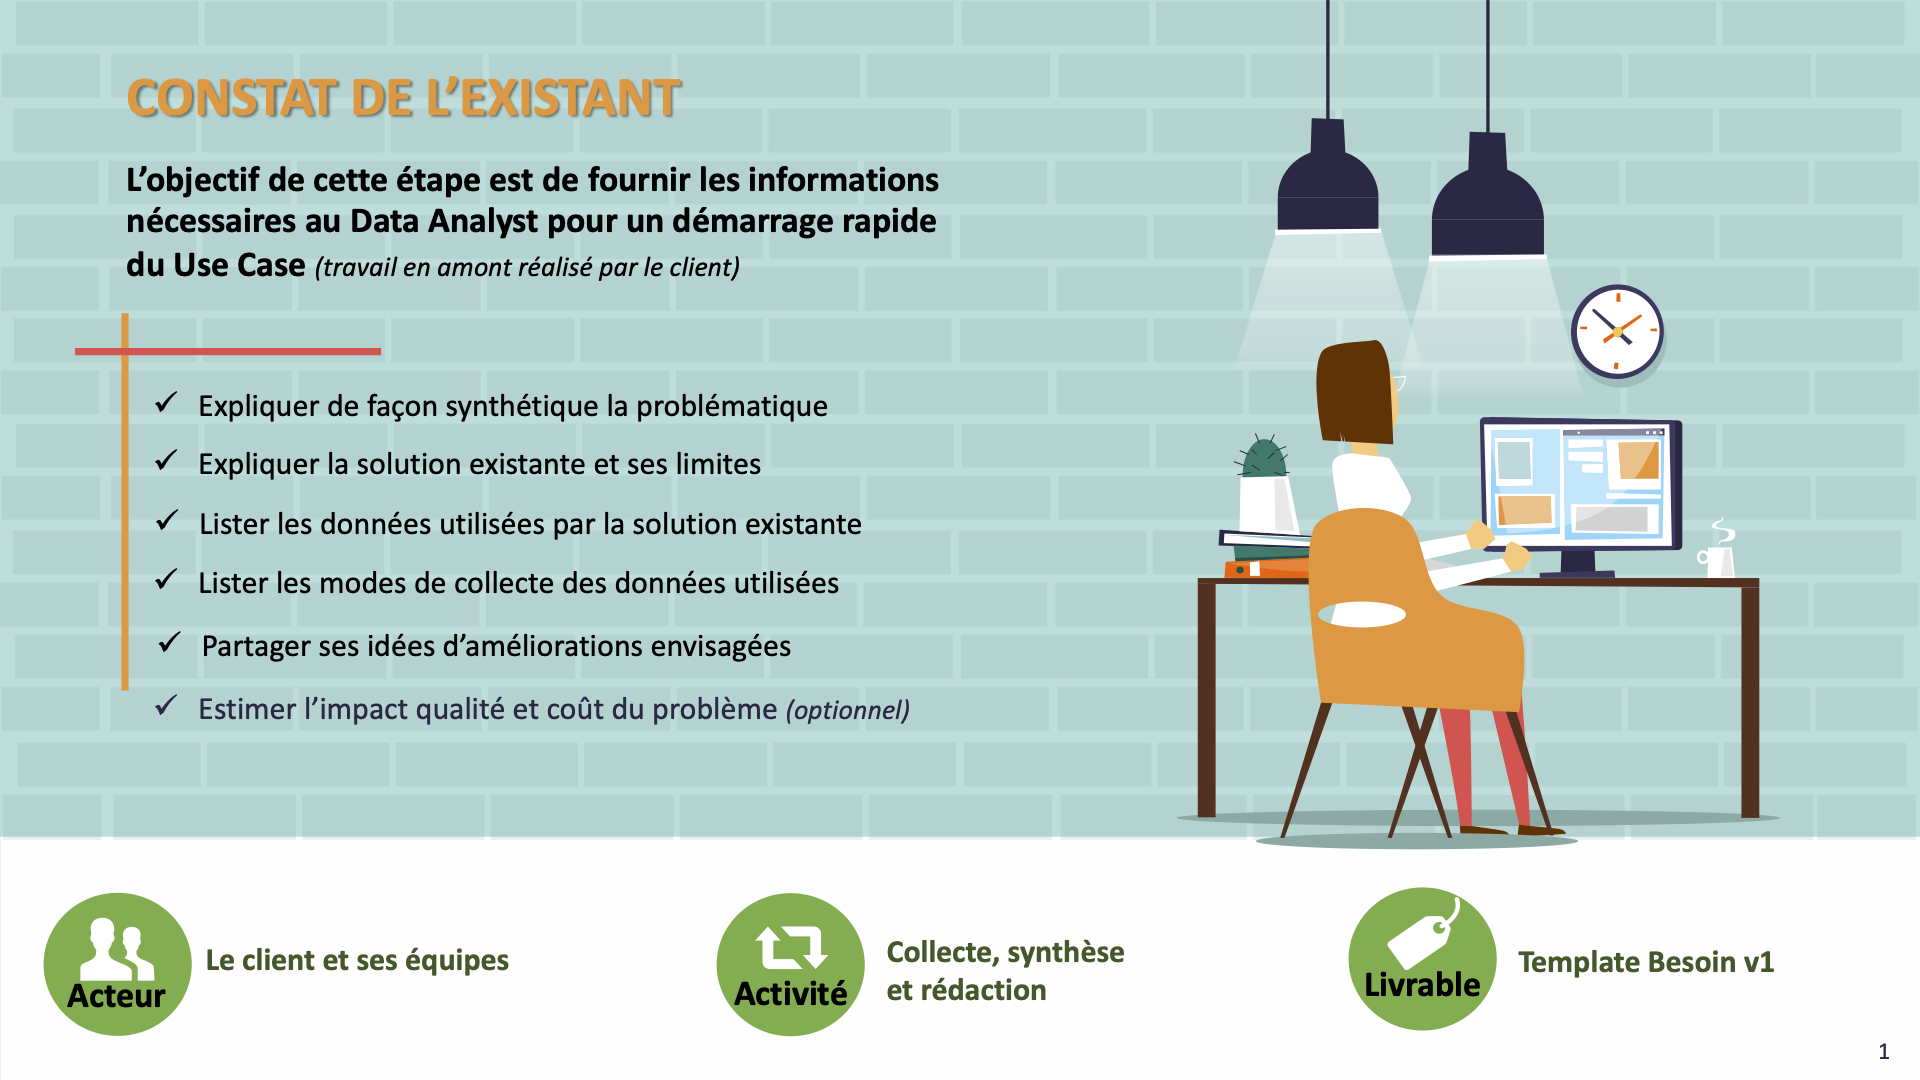 CONSTAT DE L’EXISTANT
L’objectif de cette étape est de fournir les informations
nécessaires au Data Analyst pour un démarrage rapide
du Use Case (travail en amont réalisé par le client)
✓ Expliquer de façon synthétique la problématique
✓ Expliquer la solution existante et ses limites
✓ Lister les données utilisées par la solution existante
✓ Lister les modes de collecte des données utilisées
✓ Partager ses idées d’améliorations envisagées
✓ Estimer l’impact qualité et coût du problème (optionnel)
Acteur
Le client et ses équipes
Activité
Collecte, synthèse
et rédaction
Livrable
Template Besoin v1
1